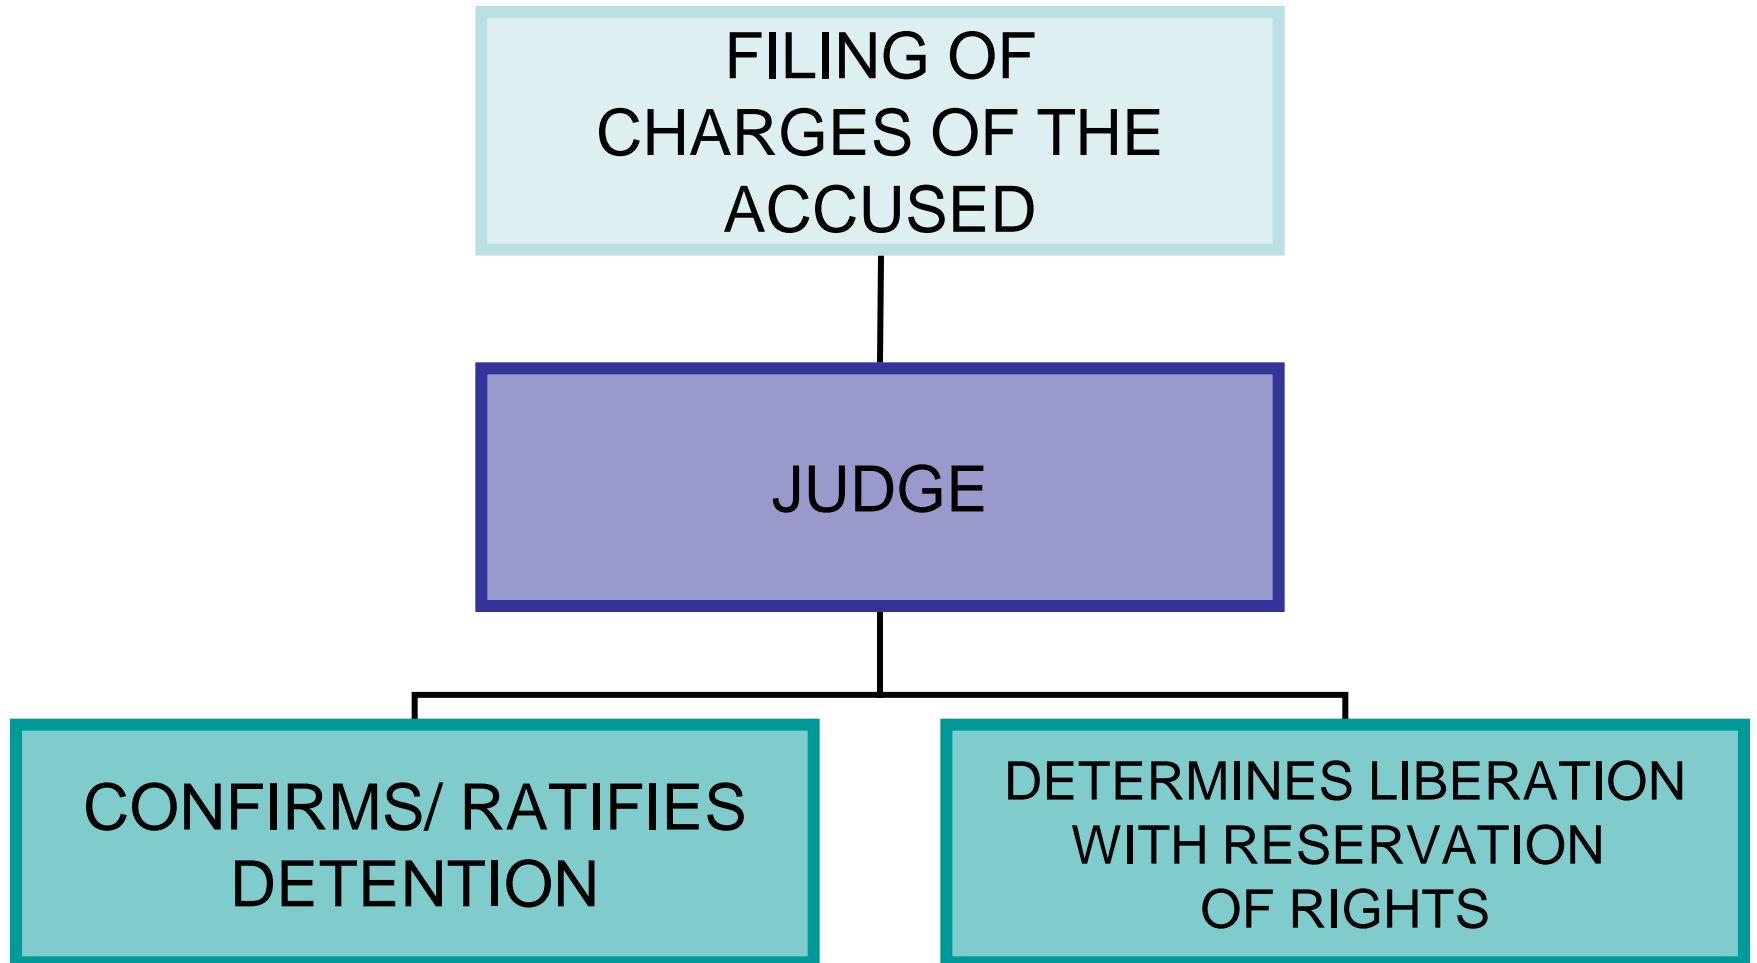 FILING OF
CHARGES OF THE
ACCUSED
JUDGE
CONFIRMS/ RATIFIES
DETENTION
DETERMINES LIBERATION
WITH RESERVATION
OF RIGHTS